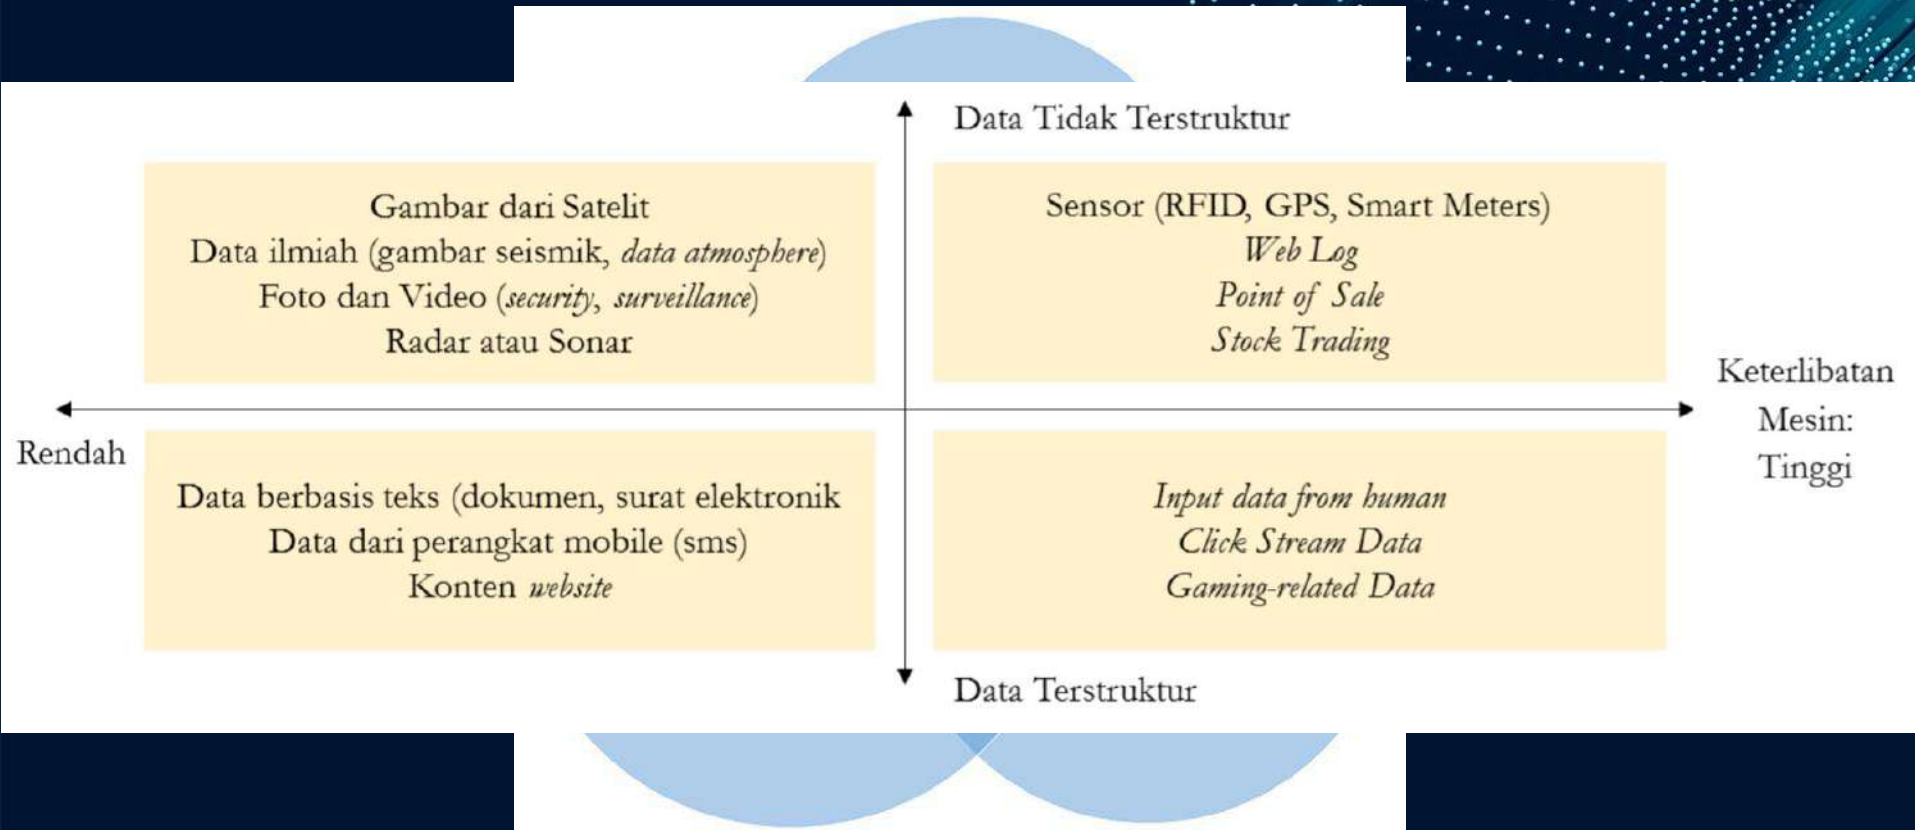 Data Tidak Terstruktur
Gambar dari Satelit
Data ilmiah (gambar seismik, data atmosphere)
Foto dan Video (security, surveillance)
Radar atau Sonar
Sensor (RFID, GPS, Smart Meters)
Web Log
Point of Sale
Stock Trading
Keterlibatan
Mesin:
Tinggi
Rendah
Data berbasis teks (dokumen, surat elektronik
Data dari perangkat mobile (sms)
Konten website
Input data from human
Click Stream Data
Gaming-related Data
Data Terstruktur